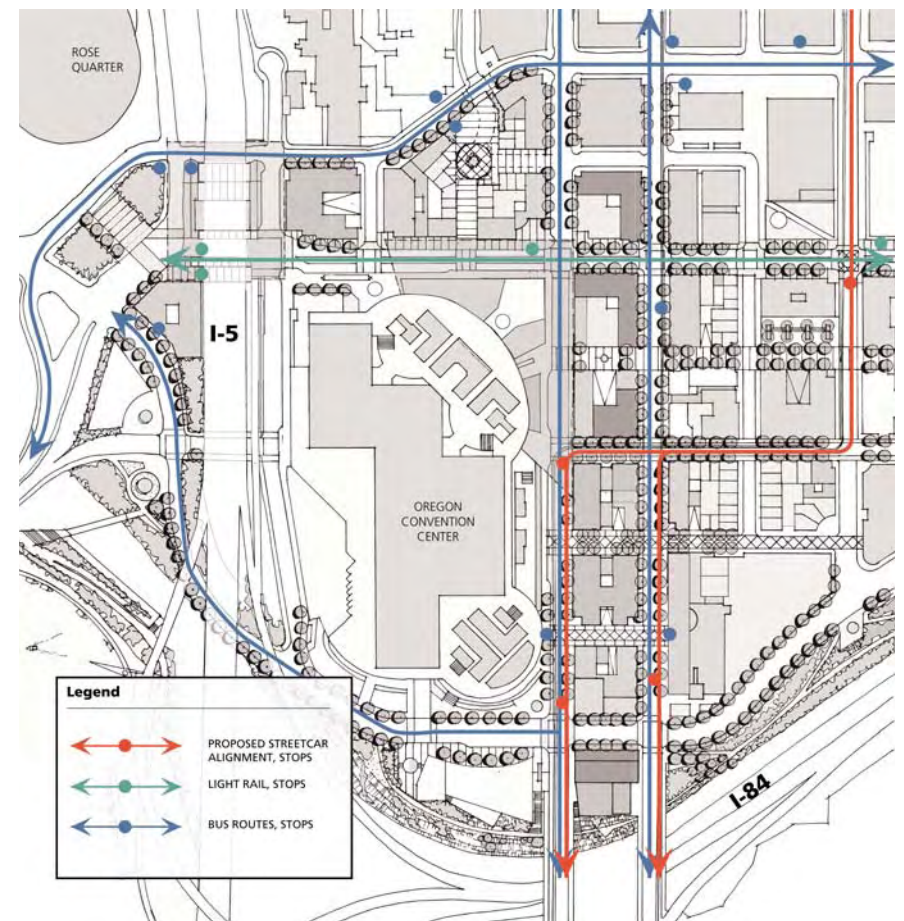 ROSE
QUARTER
I-5
OREGON
CONVENTION
CENTER
I-84
Legend
PROPOSED STREETCAR
ALIGNMENT, STOPS
LIGHT RAIL, STOPS
BUS ROUTES, STOPS